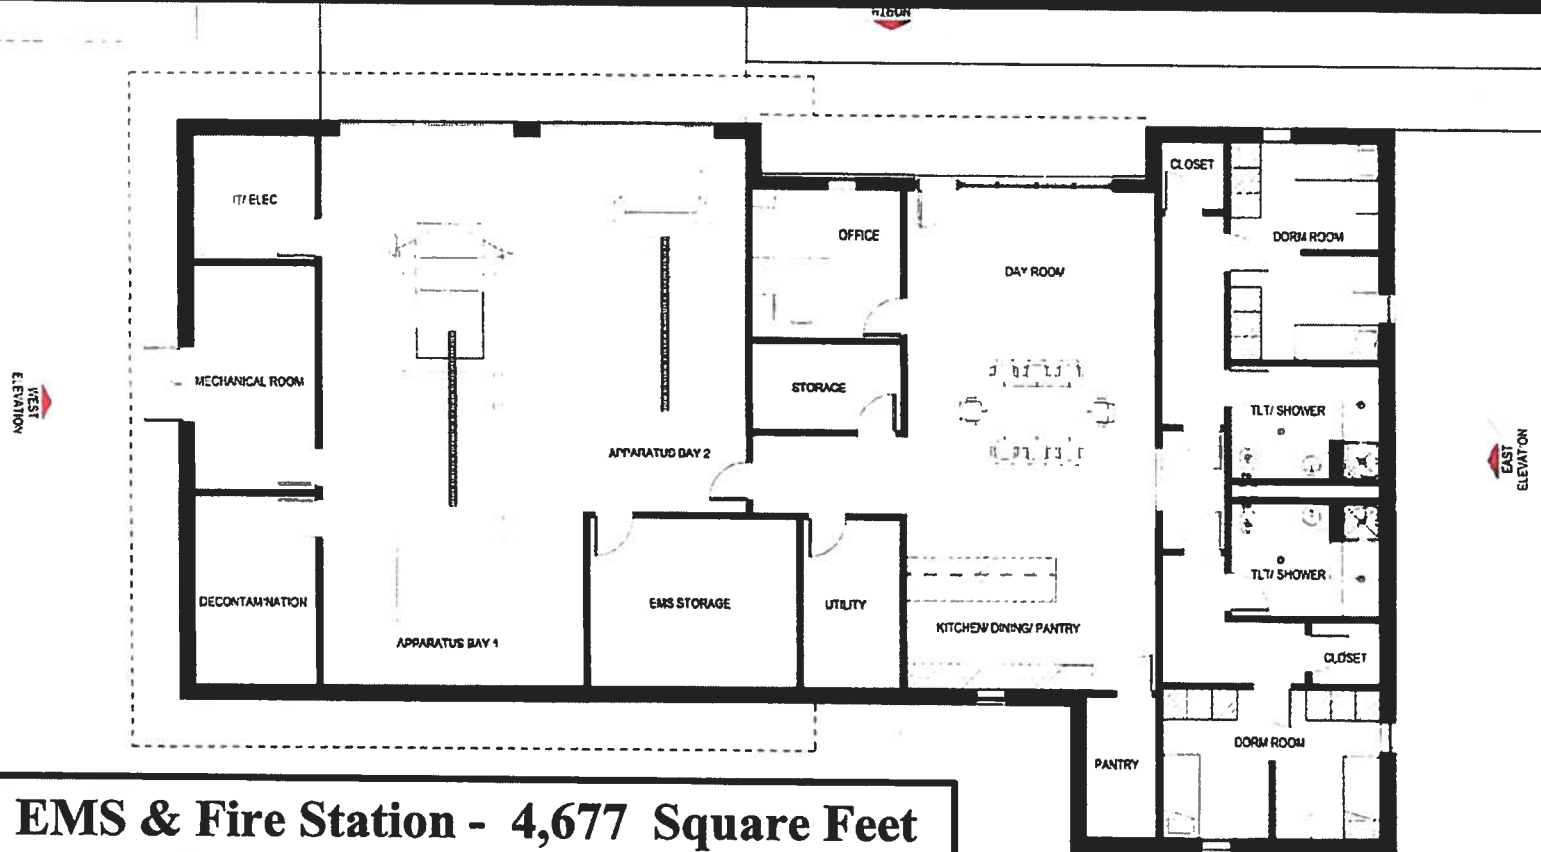 NORTH
CLOSET
IT/ ELEC
OFFICE
DORM ROOM
DAY ROOM
MECHANICAL ROOM
STORAGE
WEST
ELEVATION
TLT/ SHOWER
APPARATUS BAY 2
EAST
ELEVATION
TLT/ SHOWER
DECONTAMINATION
EMS STORAGE
UTILITY
KITCHEN/ DINING/ PANTRY
APPARATUS BAY 1
CLOSET
DORM ROOM
PANTRY
EMS & Fire Station - 4,677 Square Feet